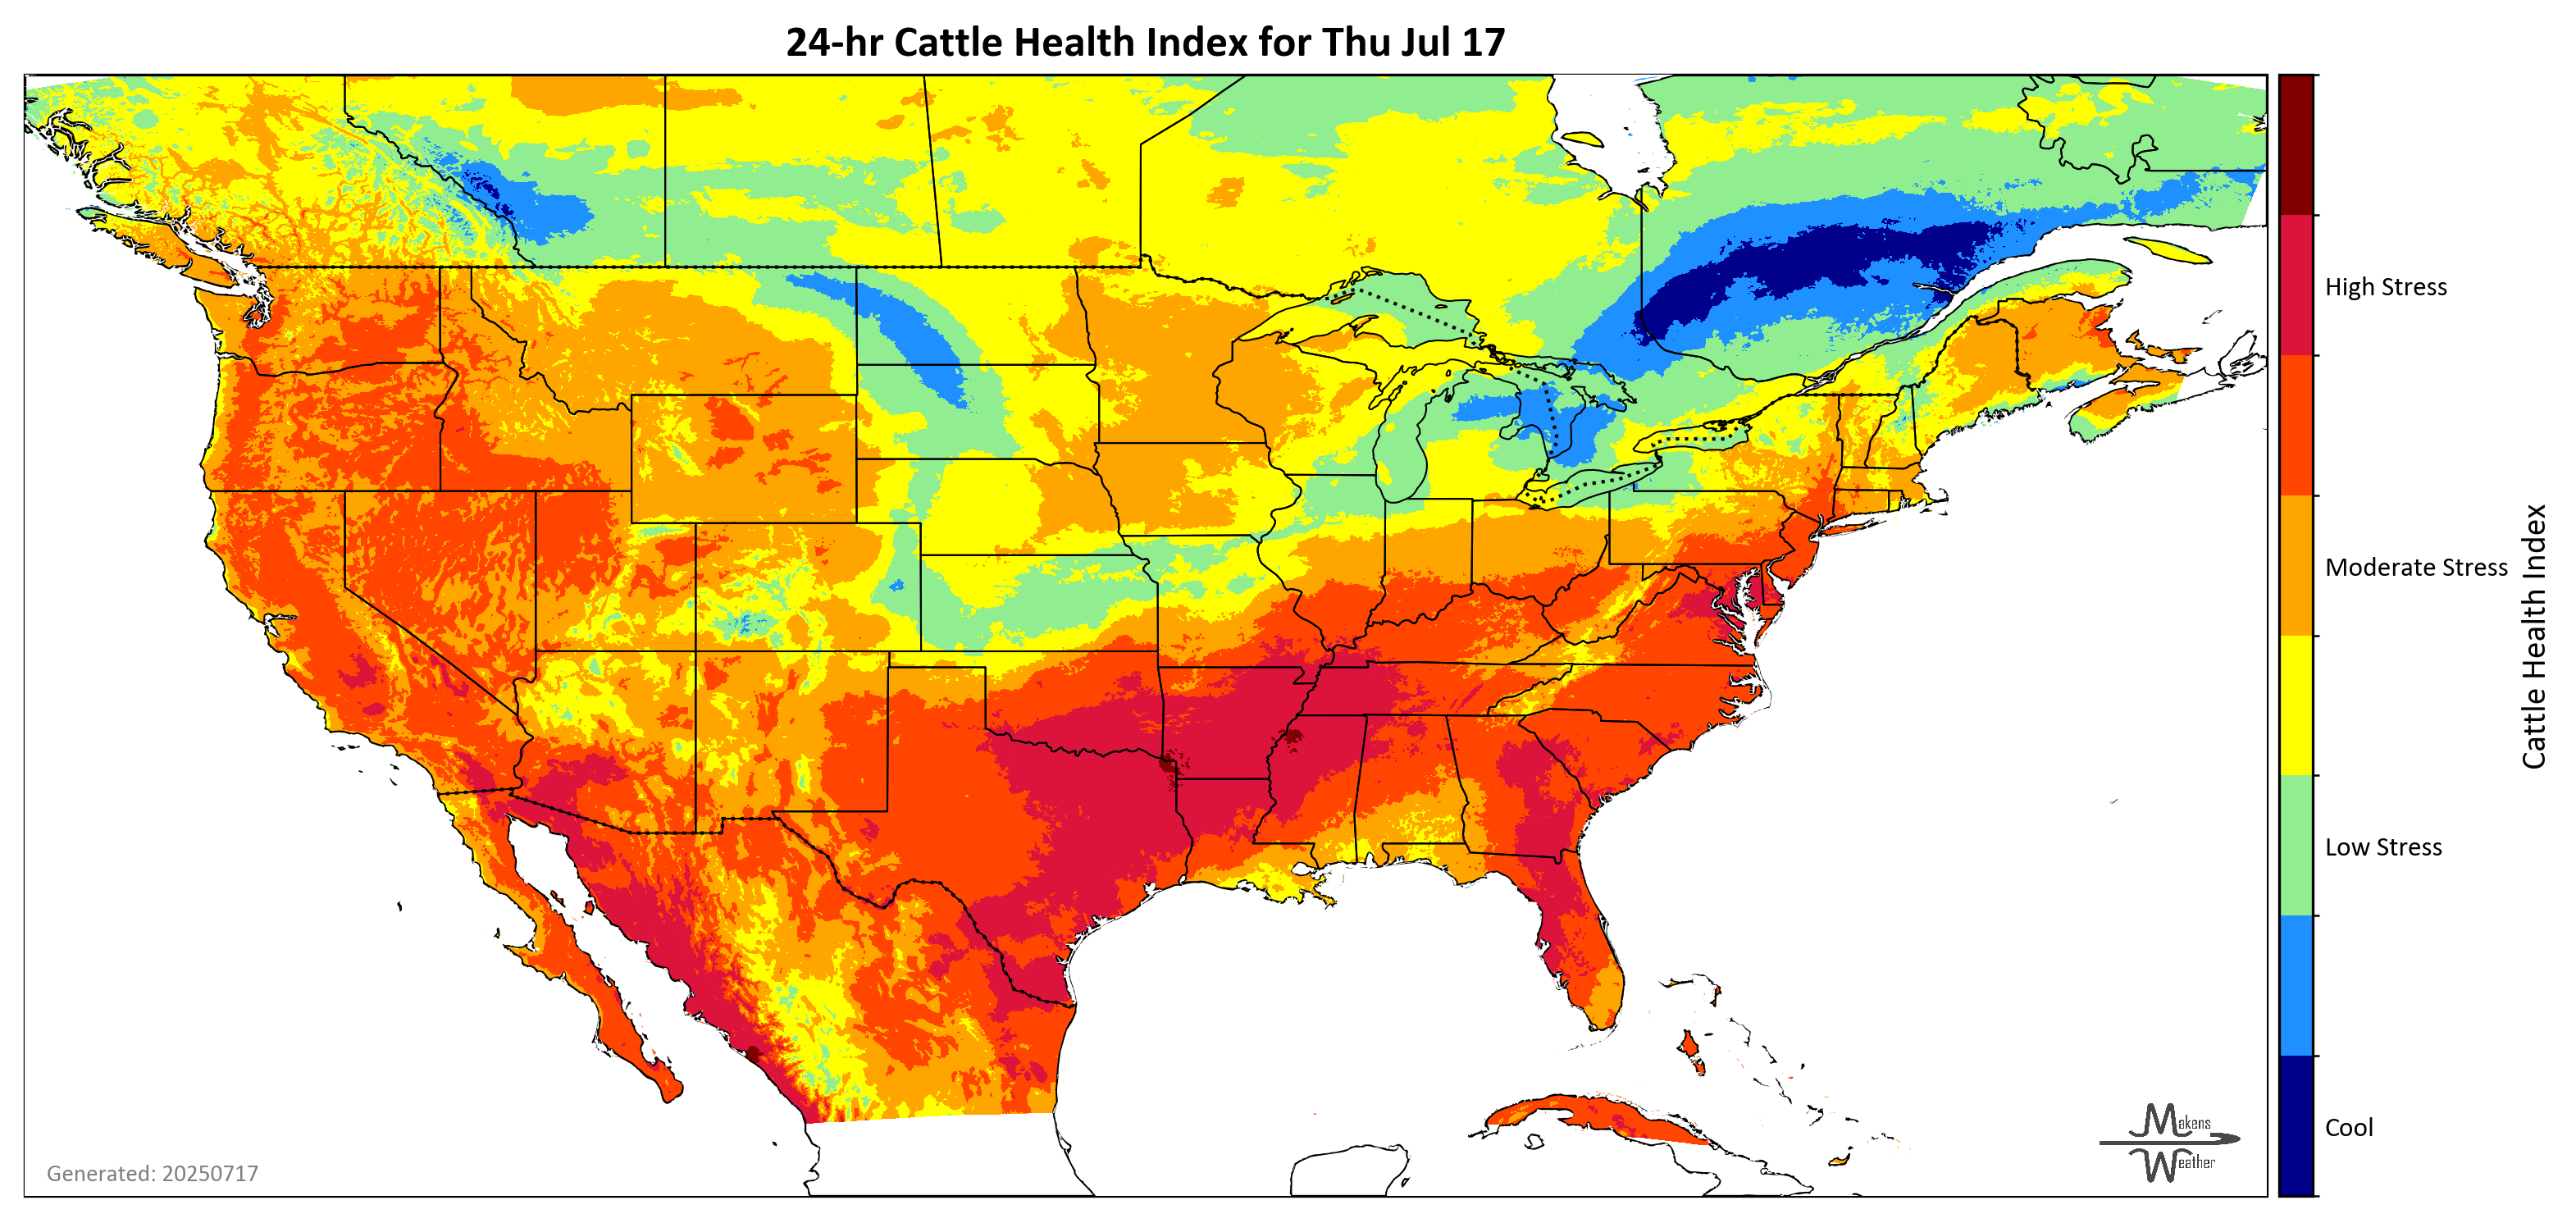 24-hr Cattle Health Index for Thu Jul 17
High Stress
Moderate Stress
Low Stress
Cool
Cattle Health Index
Generated: 20250717
Makens
Weather